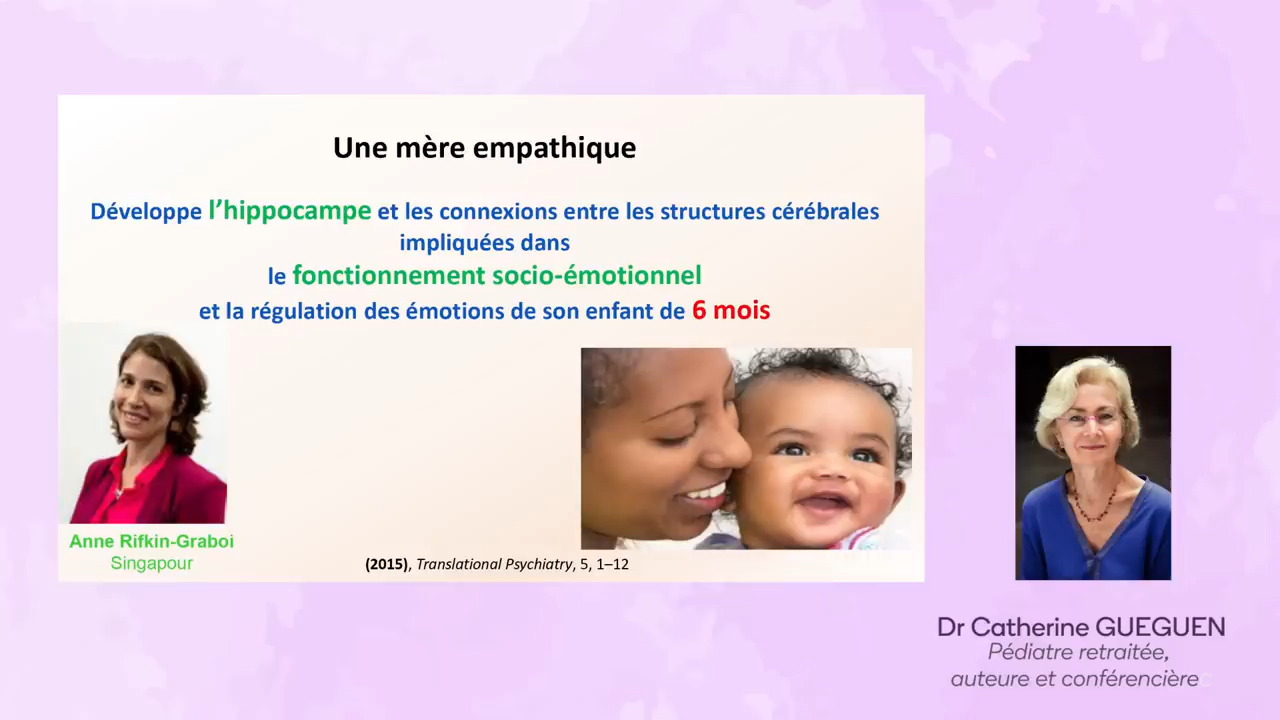 Une mère empathique
Développe l’hippocampe et les connexions entre les structures cérébrales
impliquées dans
le fonctionnement socio-émotionnel
et la régulation des émotions de son enfant de 6 mois
Anne Rifkin-Graboi
Singapour
(2015), Translational Psychiatry, 5, 1–12
Dr Catherine GUEGUEN
Pédiatre retraitée,
auteure et conférencière